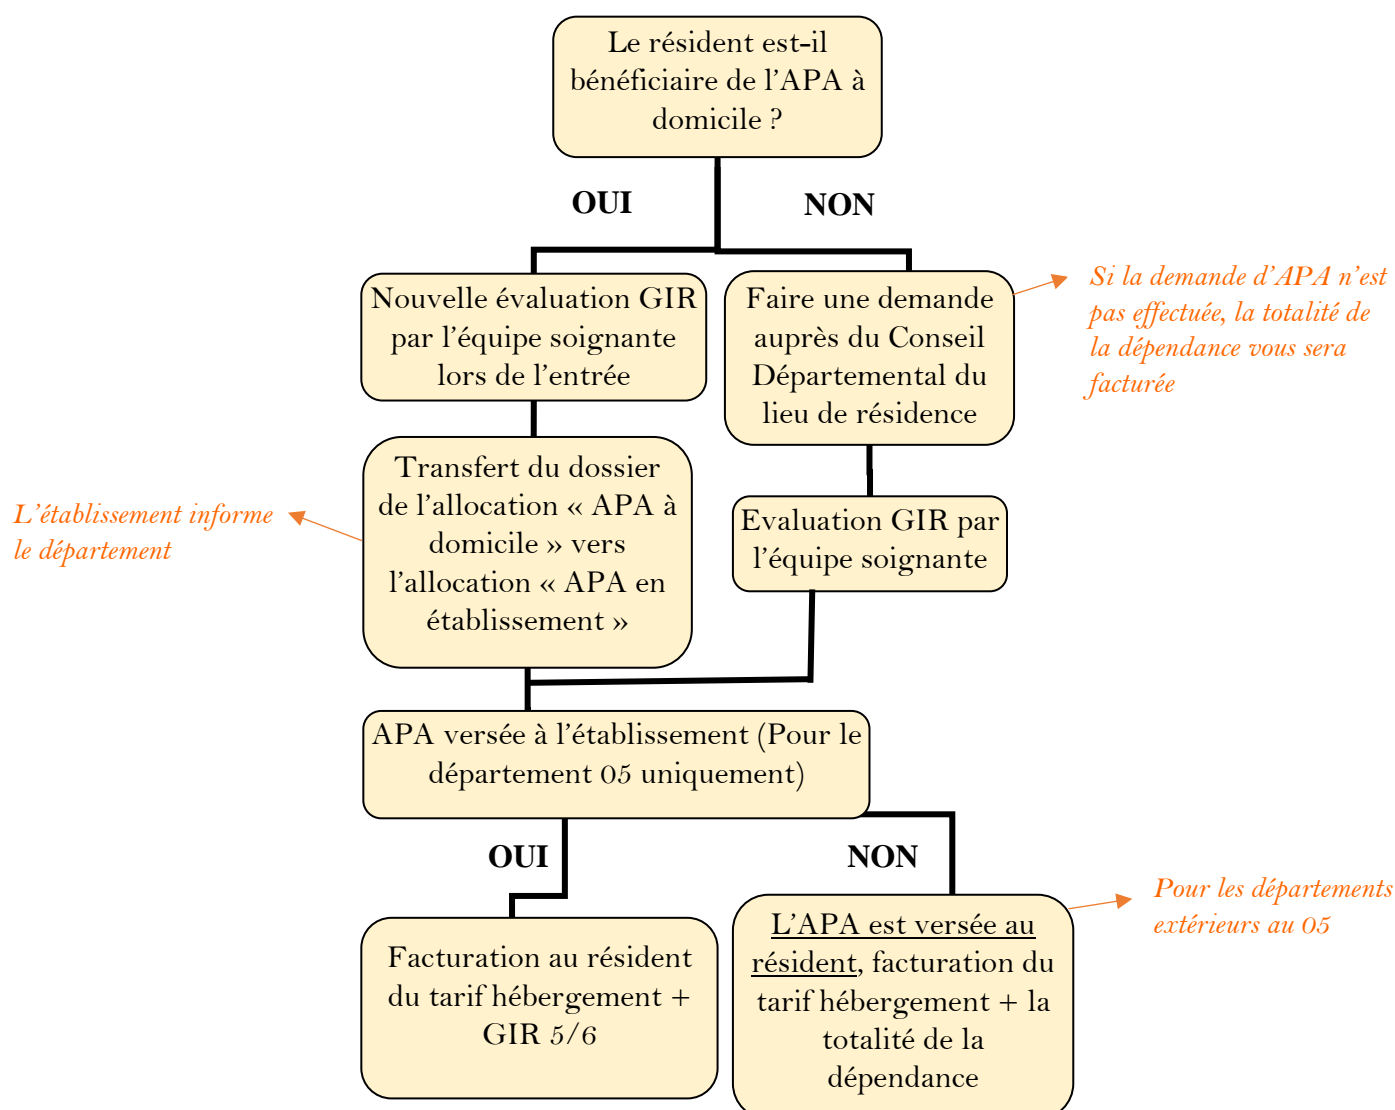 Le résident est-il
bénéficiaire de l’APA à
domicile ?
OUI
NON
Nouvelle évaluation GIR
par l’équipe soignante
lors de l’entrée
Faire une demande
auprès du Conseil
Départemental du
lieu de résidence
Si la demande d’APA n’est
pas effectuée, la totalité de
la dépendance vous sera
facturée
Transfert du dossier
de l’allocation « APA à
domicile » vers
l’allocation « APA en
établissement »
L’établissement informe
le département
Evaluation GIR par
l’équipe soignante
APA versée à l’établissement (Pour le
département 05 uniquement)
OUI
NON
Facturation au résident
du tarif hébergement +
GIR 5/6
L’APA est versée au
résident, facturation du
tarif hébergement + la
totalité de la
dépendance
Pour les départements
extérieurs au 05